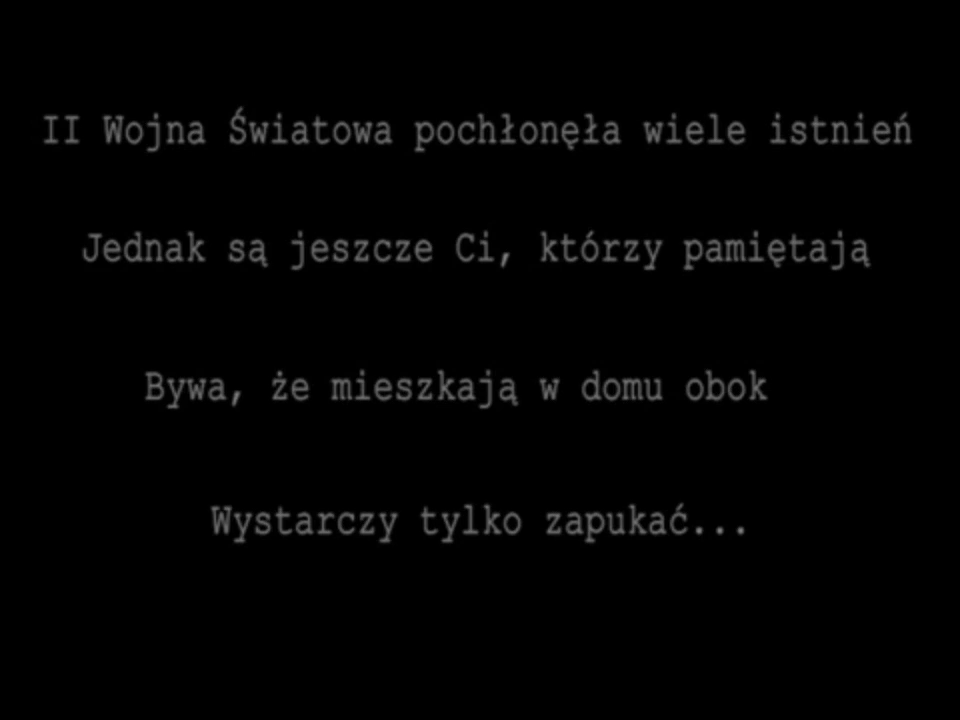 II Wojna Światowa pochłonęła wiele istnień
Jednak są jeszcze Ci, którzy pamiętają
Bywa, że mieszkają w domu obok
Wystarczy tylko zapukać...